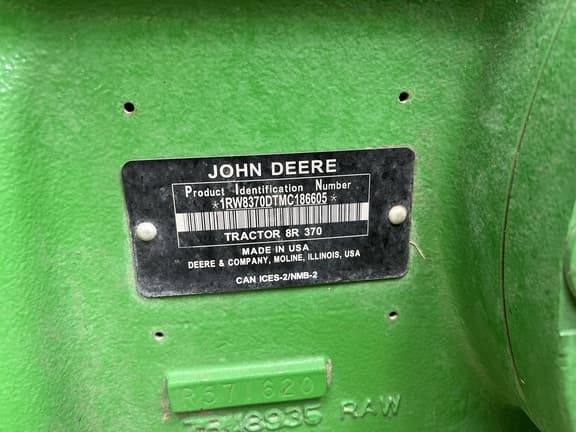 JOHN DEERE
Product Identification Number
*1RW8370DTMC186605*
TRACTOR 8R 370
MADE IN USA
DEERE & COMPANY, MOLINE, ILLINOIS, USA
CAN ICES-2/NMB-2
R571620
RAW